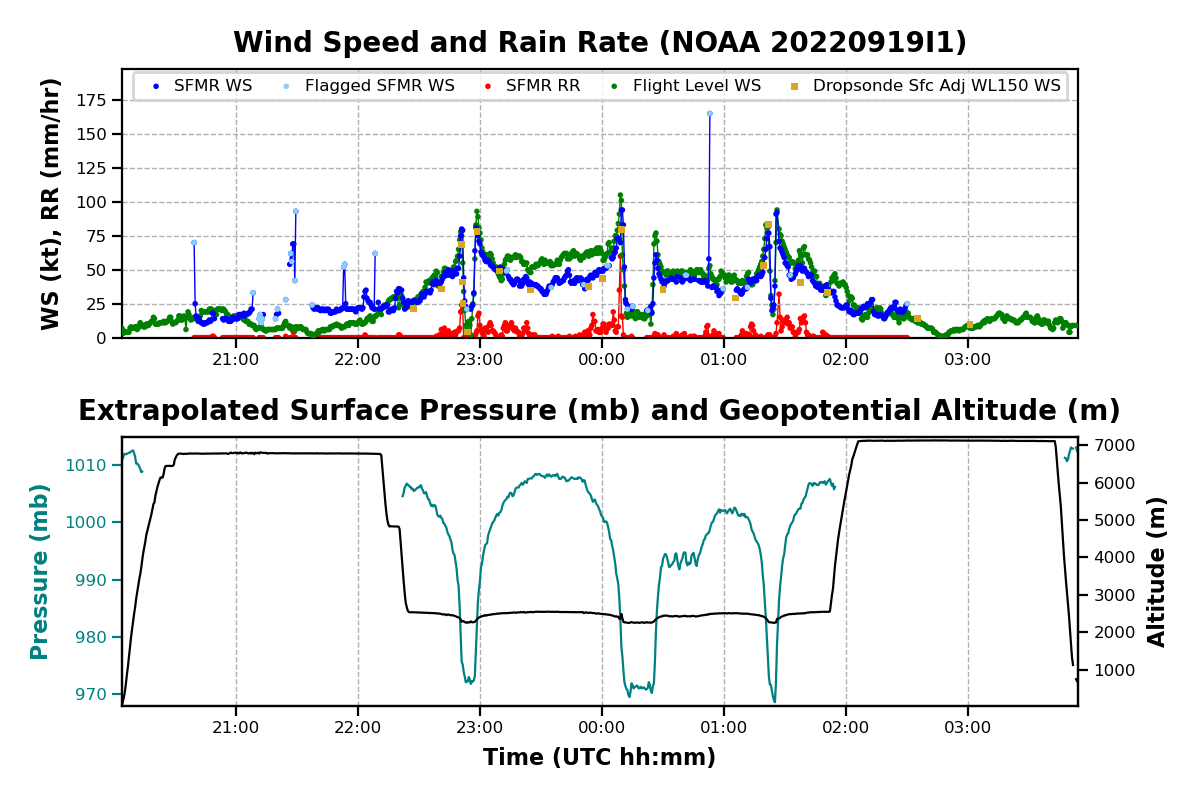 Wind Speed and Rain Rate (NOAA 20220919I1)
SFMR WS Flagged SFMR WS SFMR RR Flight Level WS Dropsonde Sfc Adj WL150 WS
WS (kt), RR (mm/hr)
175
150
125
100
75
50
25
0
21:00 22:00 23:00 00:00 01:00 02:00 03:00
Extrapolated Surface Pressure (mb) and Geopotential Altitude (m)
Pressure (mb)
1010
1000
990
980
970
7000
6000
5000
4000
3000
2000
1000
Altitude (m)
21:00 22:00 23:00 00:00 01:00 02:00 03:00
Time (UTC hh:mm)